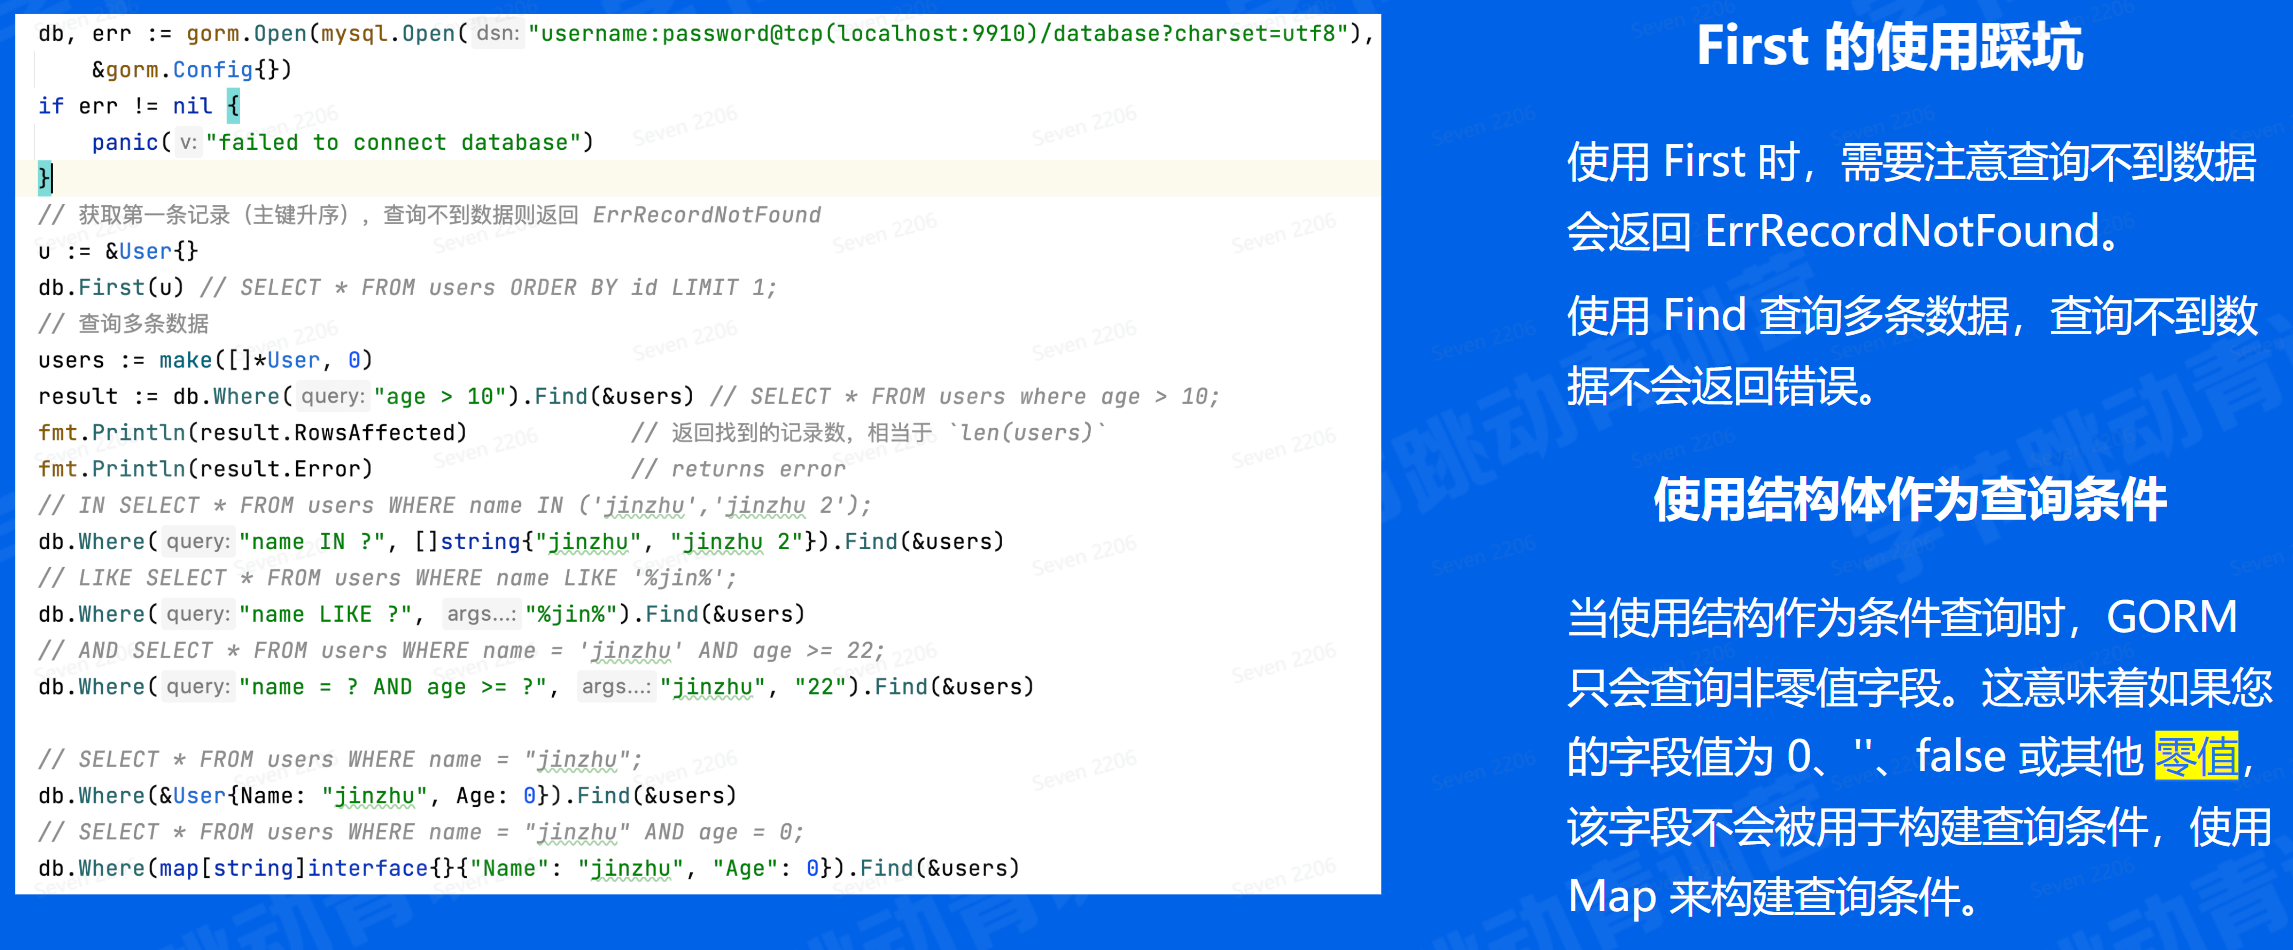 db, err := gorm.Open(mysql.Open( dsn: "username:password@tcp(localhost:9910)/database?charset=utf8"),
    &gorm.Config{})
if err != nil {
    panic( v: "failed to connect database")
}
// 获取第一条记录（主键升序），查询不到数据则返回 ErrRecordNotFound
u := &User{}
db.First(u) // SELECT * FROM users ORDER BY id LIMIT 1;
// 查询多条数据
users := make([]*User, 0)
result := db.Where( query: "age > 10").Find(&users) // SELECT * FROM users where age > 10;
fmt.Println(result.RowsAffected)            // 返回找到的记录数，相当于 `len(users)`
fmt.Println(result.Error)                   // returns error
// IN SELECT * FROM users WHERE name IN ('jinzhu','jinzhu 2');
db.Where( query: "name IN ?", []string{"jinzhu", "jinzhu 2"}).Find(&users)
// LIKE SELECT * FROM users WHERE name LIKE '%jin%';
db.Where( query: "name LIKE ?", args...: "%jin%").Find(&users)
// AND SELECT * FROM users WHERE name = 'jinzhu' AND age >= 22;
db.Where( query: "name = ? AND age >= ?", args...: "jinzhu", "22").Find(&users)
// SELECT * FROM users WHERE name = "jinzhu";
db.Where(&User{Name: "jinzhu", Age: 0}).Find(&users)
// SELECT * FROM users WHERE name = "jinzhu" AND age = 0;
db.Where(map[string]interface{}{"Name": "jinzhu", "Age": 0}).Find(&users)
First 的使用踩坑
使用 First 时，需要注意查询不到数据
会返回 ErrRecordNotFound。
使用 Find 查询多条数据，查询不到数
据不会返回错误。
使用结构体作为查询条件
当使用结构作为条件查询时，GORM
只会查询非零值字段。这意味着如果您
的字段值为 0、''、false 或其他 零值，
该字段不会被用于构建查询条件，使用
Map 来构建查询条件。